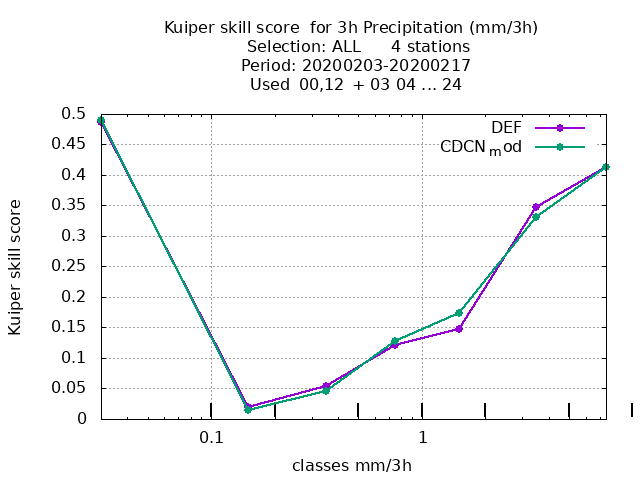 Kuiper skill score  for 3h Precipitation (mm/3h)
Selection: ALL      4 stations
Period: 20200203-20200217
Used  00,12  + 03 04 ... 24
DEF
CDCN_mod
0.5
0.45
0.4
0.35
0.3
0.25
0.2
0.15
0.1
0.05
0
Kuiper skill score
0.1
1
classes mm/3h